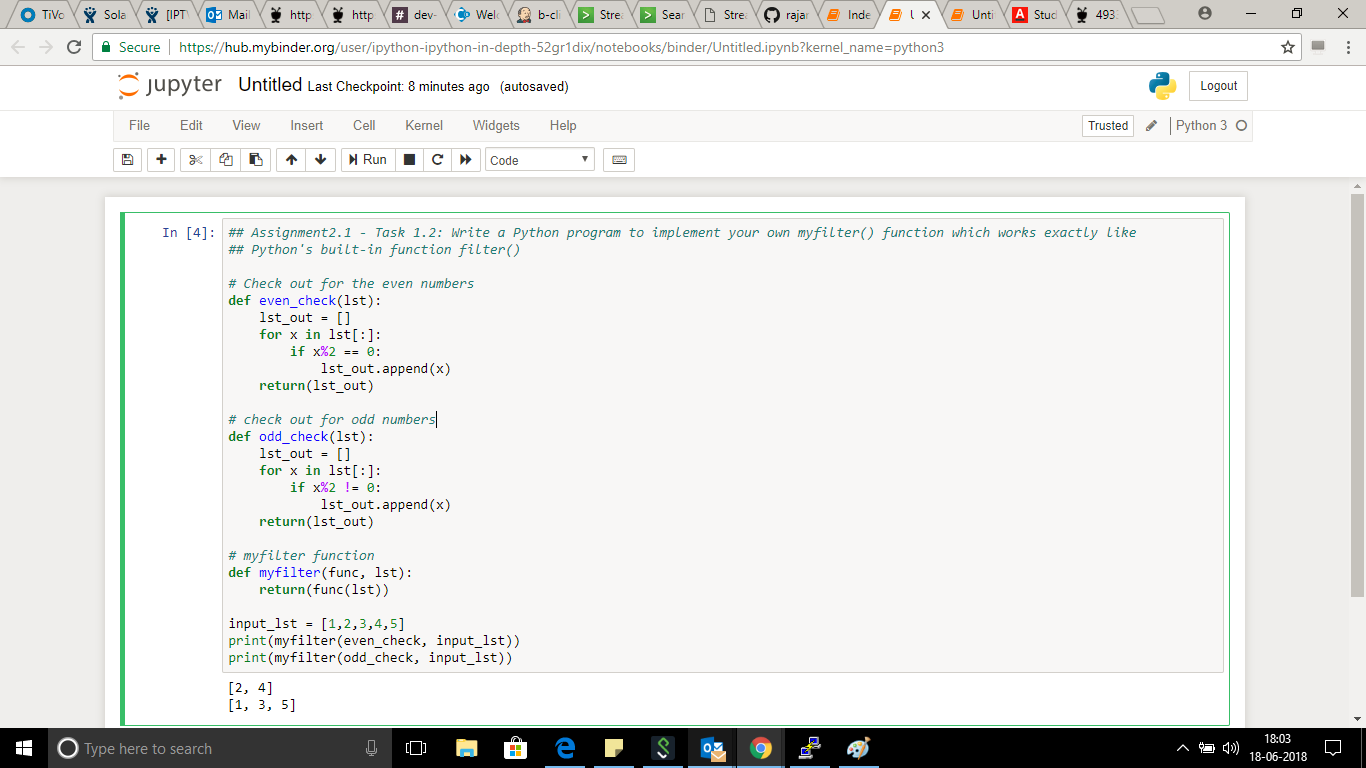 TiVo
Sola
[IPT
Mail
http
http
dev-
Welc
b-cli
Stre
Sear
Stre
rajar
Inde
Unti
Stud
493
Secure | https://hub.mybinder.org/user/ipython-ipython-in-depth-52gr1dix/notebooks/binder/Untitled.ipynb?kernel_name=python3
jupyter Untitled Last Checkpoint: 8 minutes ago (autosaved)
Logout
File Edit View Insert Cell Kernel Widgets Help
Trusted | Python 3
Run Code
In [4]:
## Assignment2.1 - Task 1.2: Write a Python program to implement your own myfilter() function which works exactly like
## Python's built-in function filter()
# Check out for the even numbers
def even_check(lst):
    lst_out = []
    for x in lst[:]:
        if x%2 == 0:
            lst_out.append(x)
    return(lst_out)
# check out for odd numbers
def odd_check(lst):
    lst_out = []
    for x in lst[:]:
        if x%2 != 0:
            lst_out.append(x)
    return(lst_out)
# myfilter function
def myfilter(func, lst):
    return(func(lst))
input_lst = [1,2,3,4,5]
print(myfilter(even_check, input_lst))
print(myfilter(odd_check, input_lst))
[2, 4]
[1, 3, 5]
Type here to search
18:03
18-06-2018